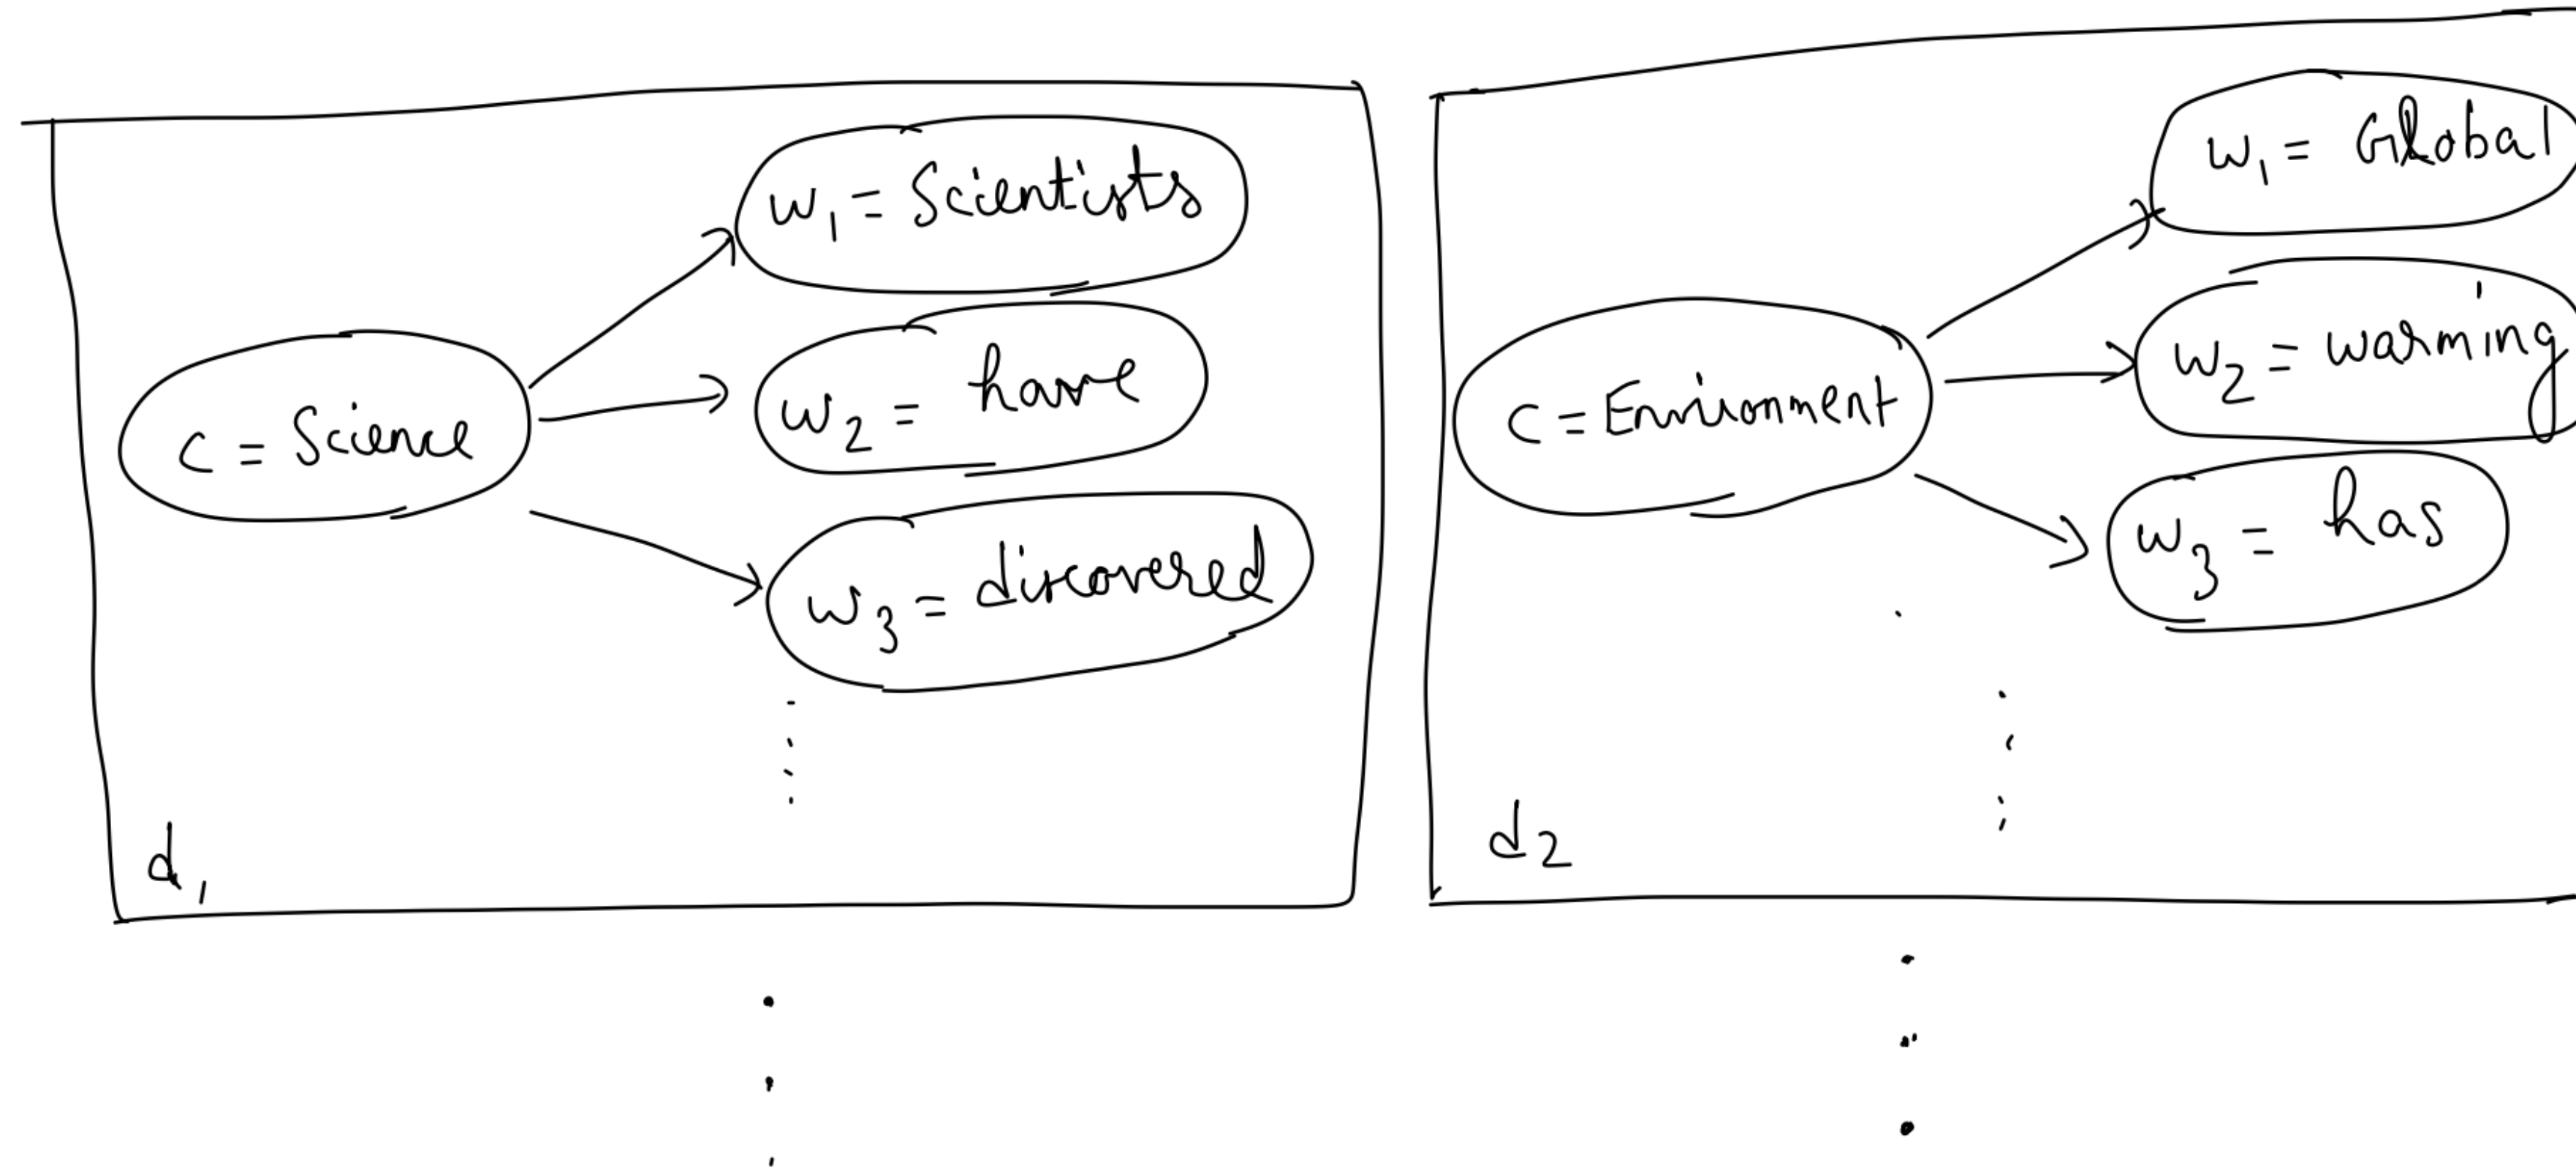 w₁ = Scientists
w₂ = have
c = Science
w₃ = discovered
d₁
w₁ = Global
w₂ = warming
c = Environment
w₃ = has
d₂